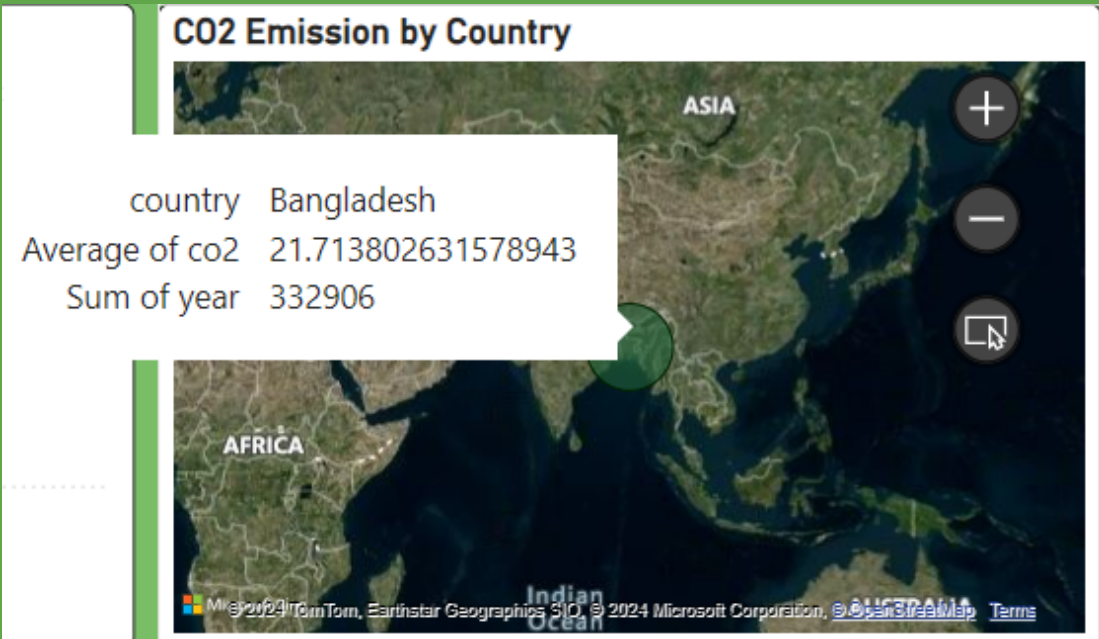 CO2 Emission by Country
ASIA
country Bangladesh
Average of co2 21.713802631578943
Sum of year 332906
AFRICA
Indian
Ocean
AUSTRALIA
© 2024 TomTom, Earthstar Geographics SIO, © 2024 Microsoft Corporation, © OpenStreetMap Terms